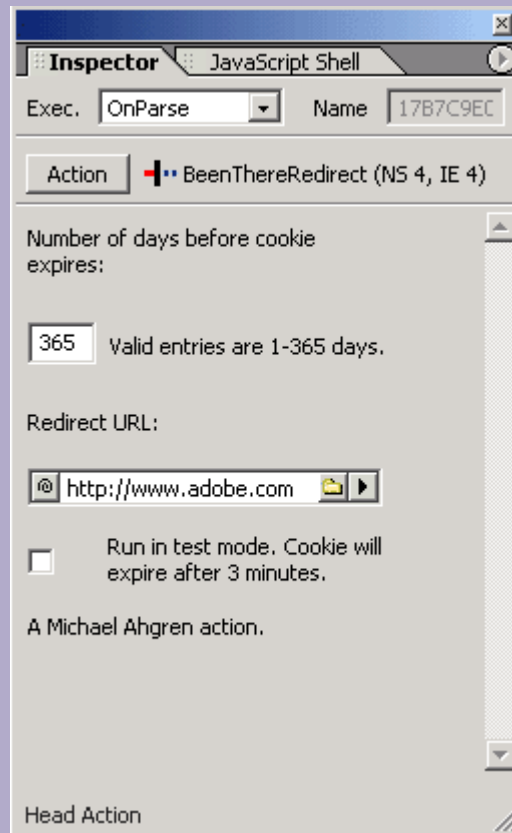 Inspector JavaScript Shell
Exec. OnParse Name 17B7C9EC
Action BeenThereRedirect (NS 4, IE 4)
Number of days before cookie
expires:
365 Valid entries are 1-365 days.
Redirect URL:
http://www.adobe.com
Run in test mode. Cookie will
expire after 3 minutes.
A Michael Ahgren action.
Head Action